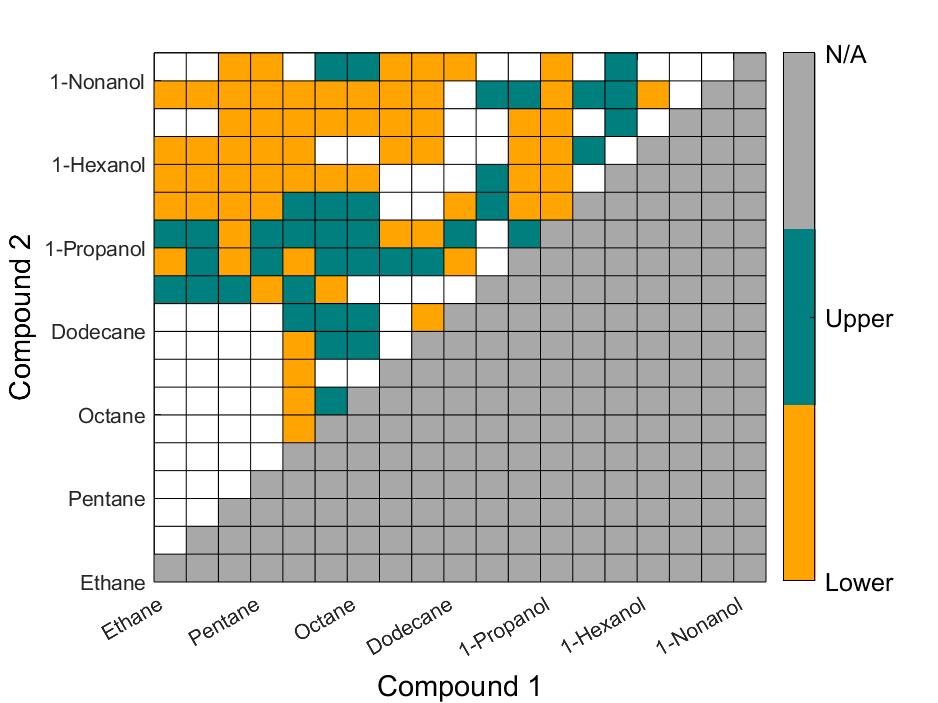 N/A
1-Nonanol
1-Hexanol
1-Propanol
Dodecane
Octane
Pentane
Ethane
Compound 2
Upper
Lower
Ethane
Pentane
Octane
Dodecane
1-Propanol
1-Hexanol
1-Nonanol
Compound 1